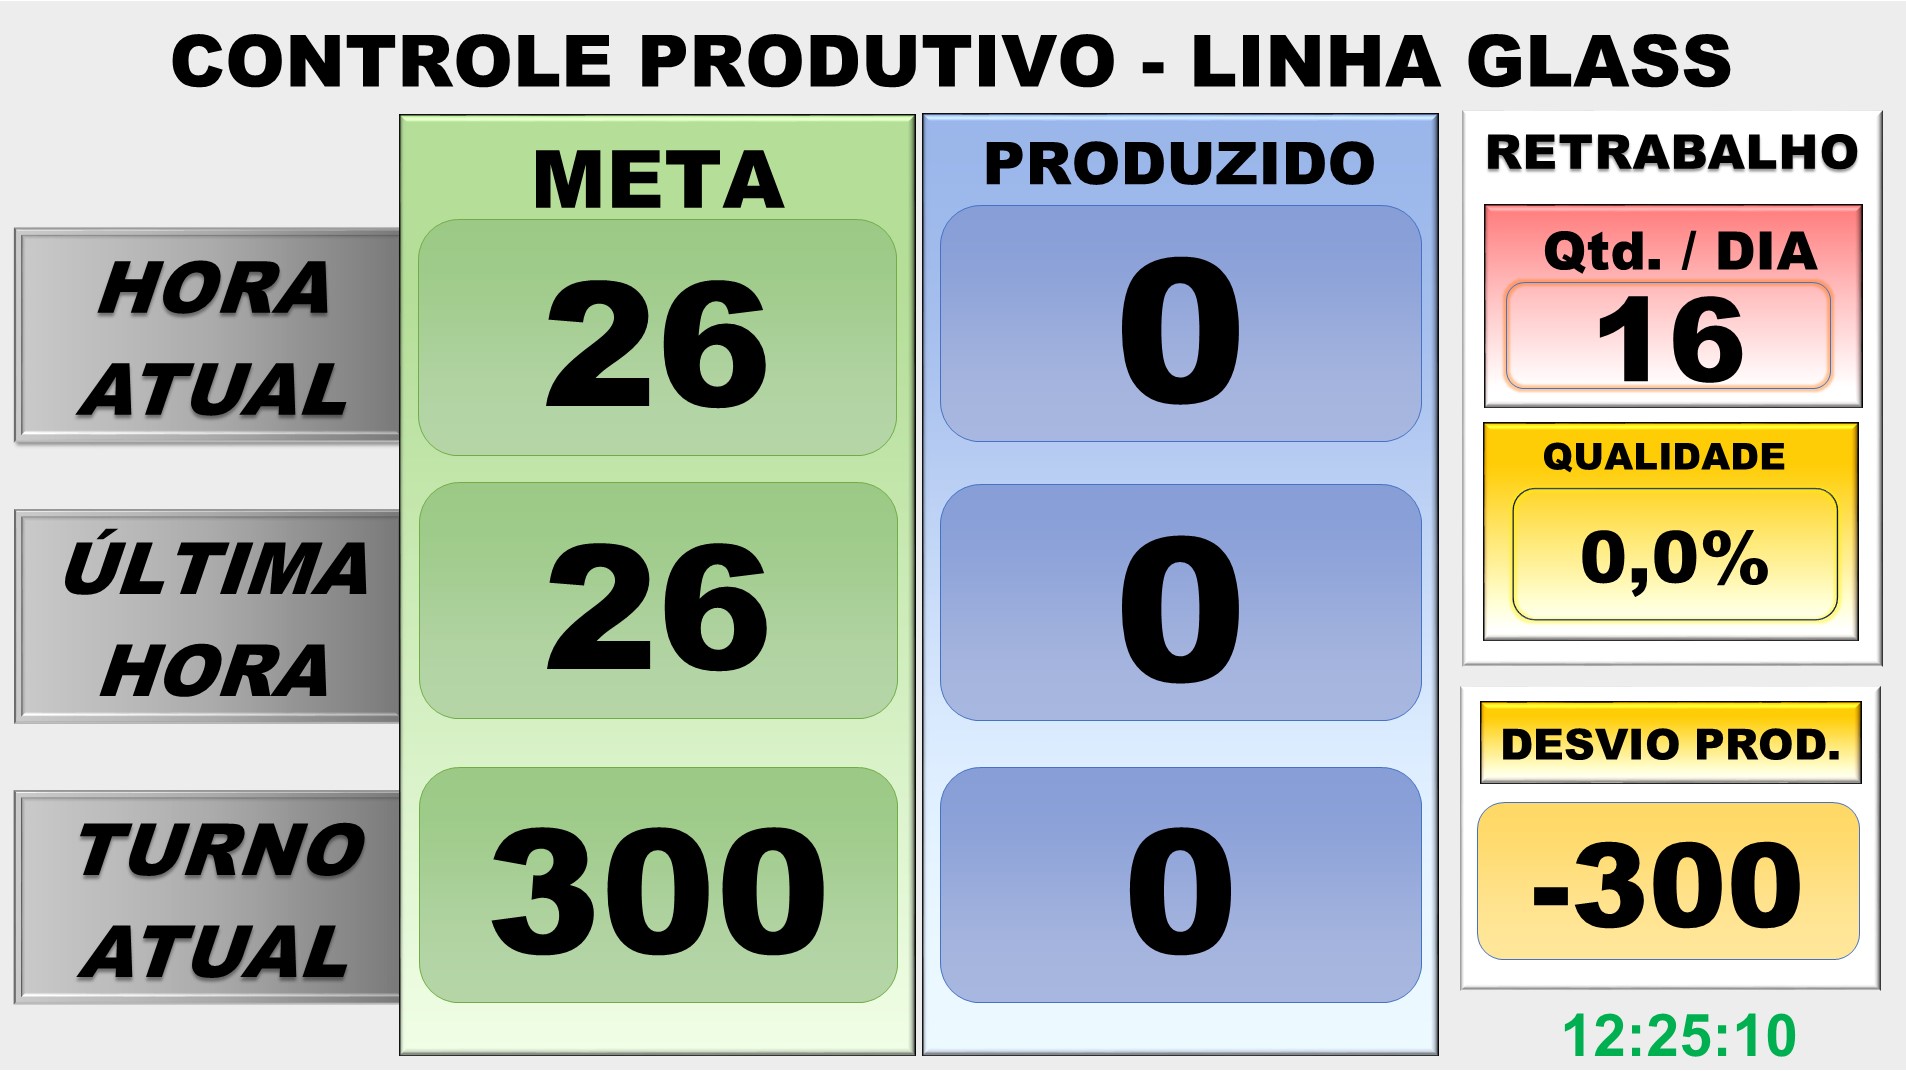 CONTROLE PRODUTIVO - LINHA GLASS
META
PRODUZIDO
HORA
ATUAL
26
0
ÚLTIMA
HORA
26
0
TURNO
ATUAL
300
0
RETRABALHO
Qtd. / DIA
16
QUALIDADE
0,0%
DESVIO PROD.
-300
12:25:10